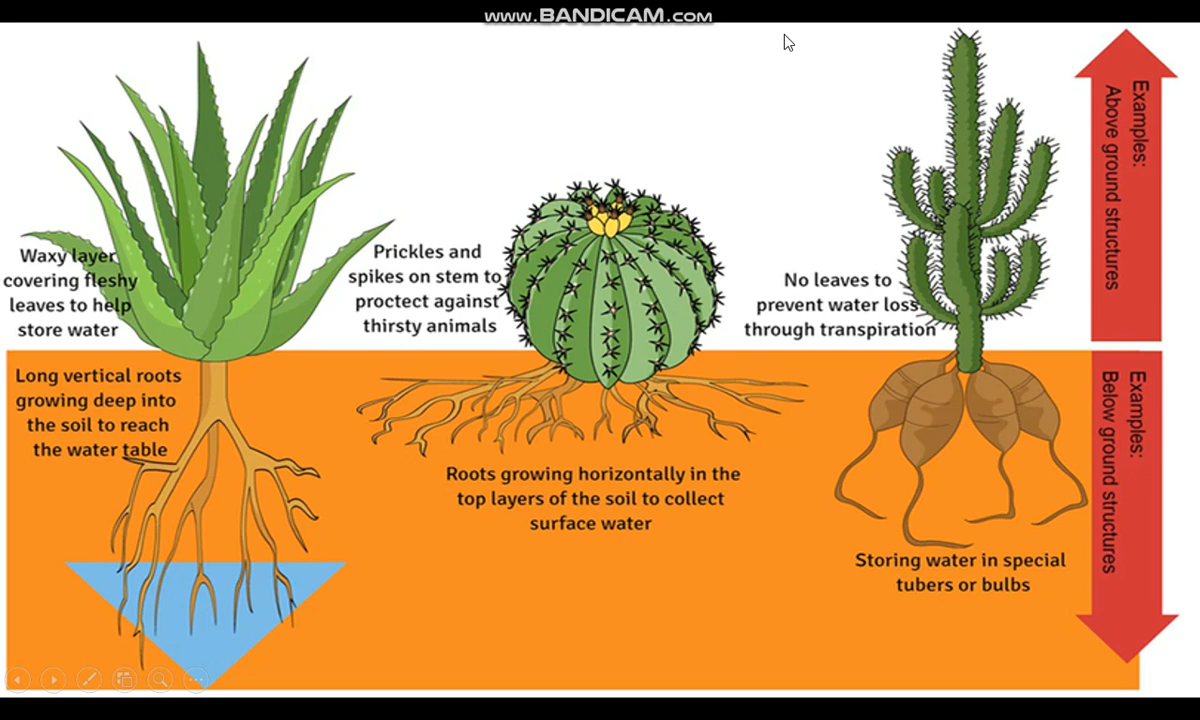 www.BANDICAM.com
Waxy layer
covering fleshy
leaves to help
store water
Prickles and
spikes on stem to
proctect against
thirsty animals
No leaves to
prevent water loss
through transpiration
Examples:
Above ground structures
Long vertical roots
growing deep into
the soil to reach
the water table
Roots growing horizontally in the
top layers of the soil to collect
surface water
Storing water in special
tubers or bulbs
Examples:
Below ground structures